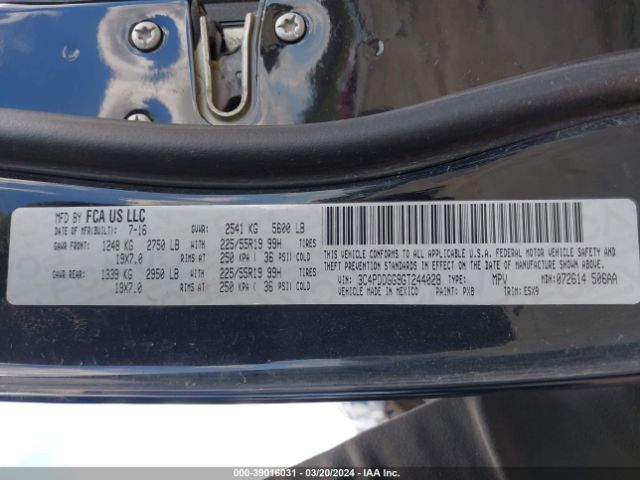 MFD BY FCA US LLC
DATE OF MFR(BUILT): 7-16 GVWR: 2541 KG 5600 LB
GAWR FRONT: 1248 KG 2750 LB WITH 225/55R19 99H TIRES
19X7.0 RIMS AT 250 KPA ( 36 PSI) COLD
GAWR REAR: 1339 KG 2950 LB WITH 225/55R19 99H TIRES
19X7.0 RIMS AT 250 KPA ( 36 PSI) COLD
THIS VEHICLE CONFORMS TO ALL APPLICABLE U.S.A. FEDERAL MOTOR VEHICLE SAFETY
AND THEFT PREVENTION STANDARDS IN EFFECT ON THE DATE OF MANUFACTURE SHOWN ABOVE.
VIN: 3C4PDDGG9GT244028 TYPE: MPV MDH: 072614 506AA
VEHICLE MADE IN MEXICO PAINT: PXB TRIM: E5X9
000-39016031 - 03/20/2024 - IAAI.com